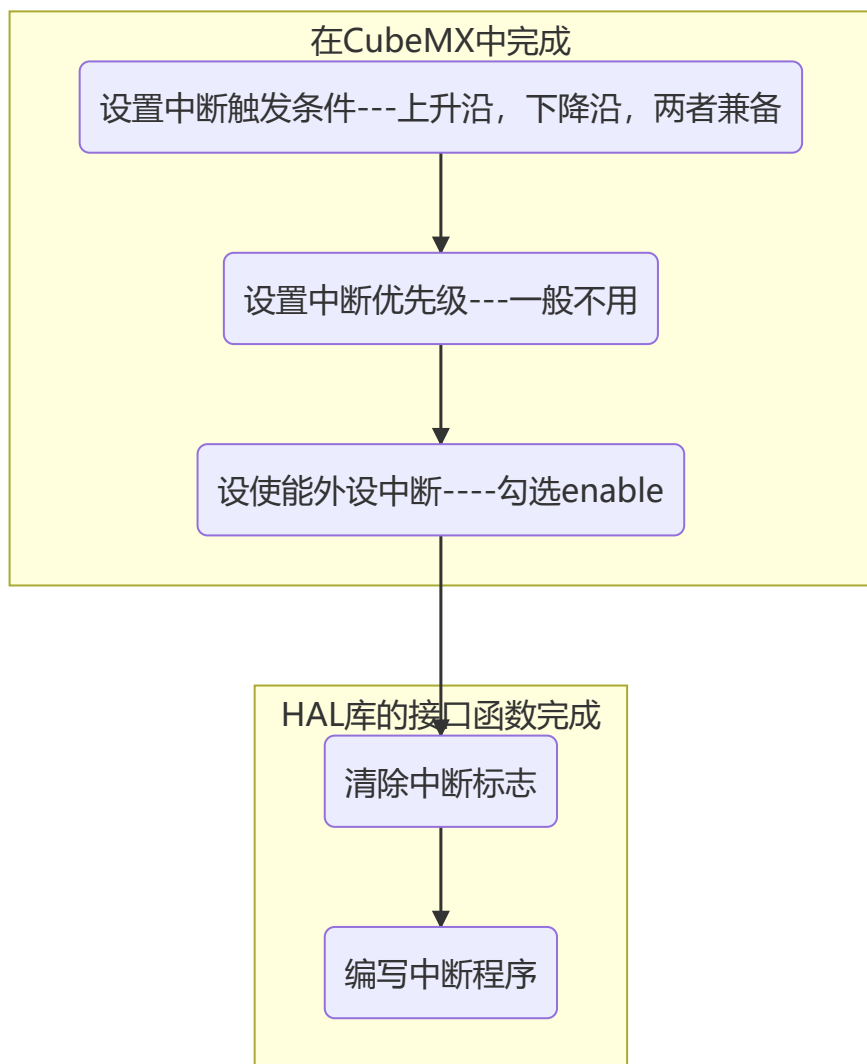 在CubeMX中完成
设置中断触发条件---上升沿，下降沿，两者兼备
设置中断优先级---一般不用
设使能外设中断----勾选enable
HAL库的接口函数完成
清除中断标志
编写中断程序